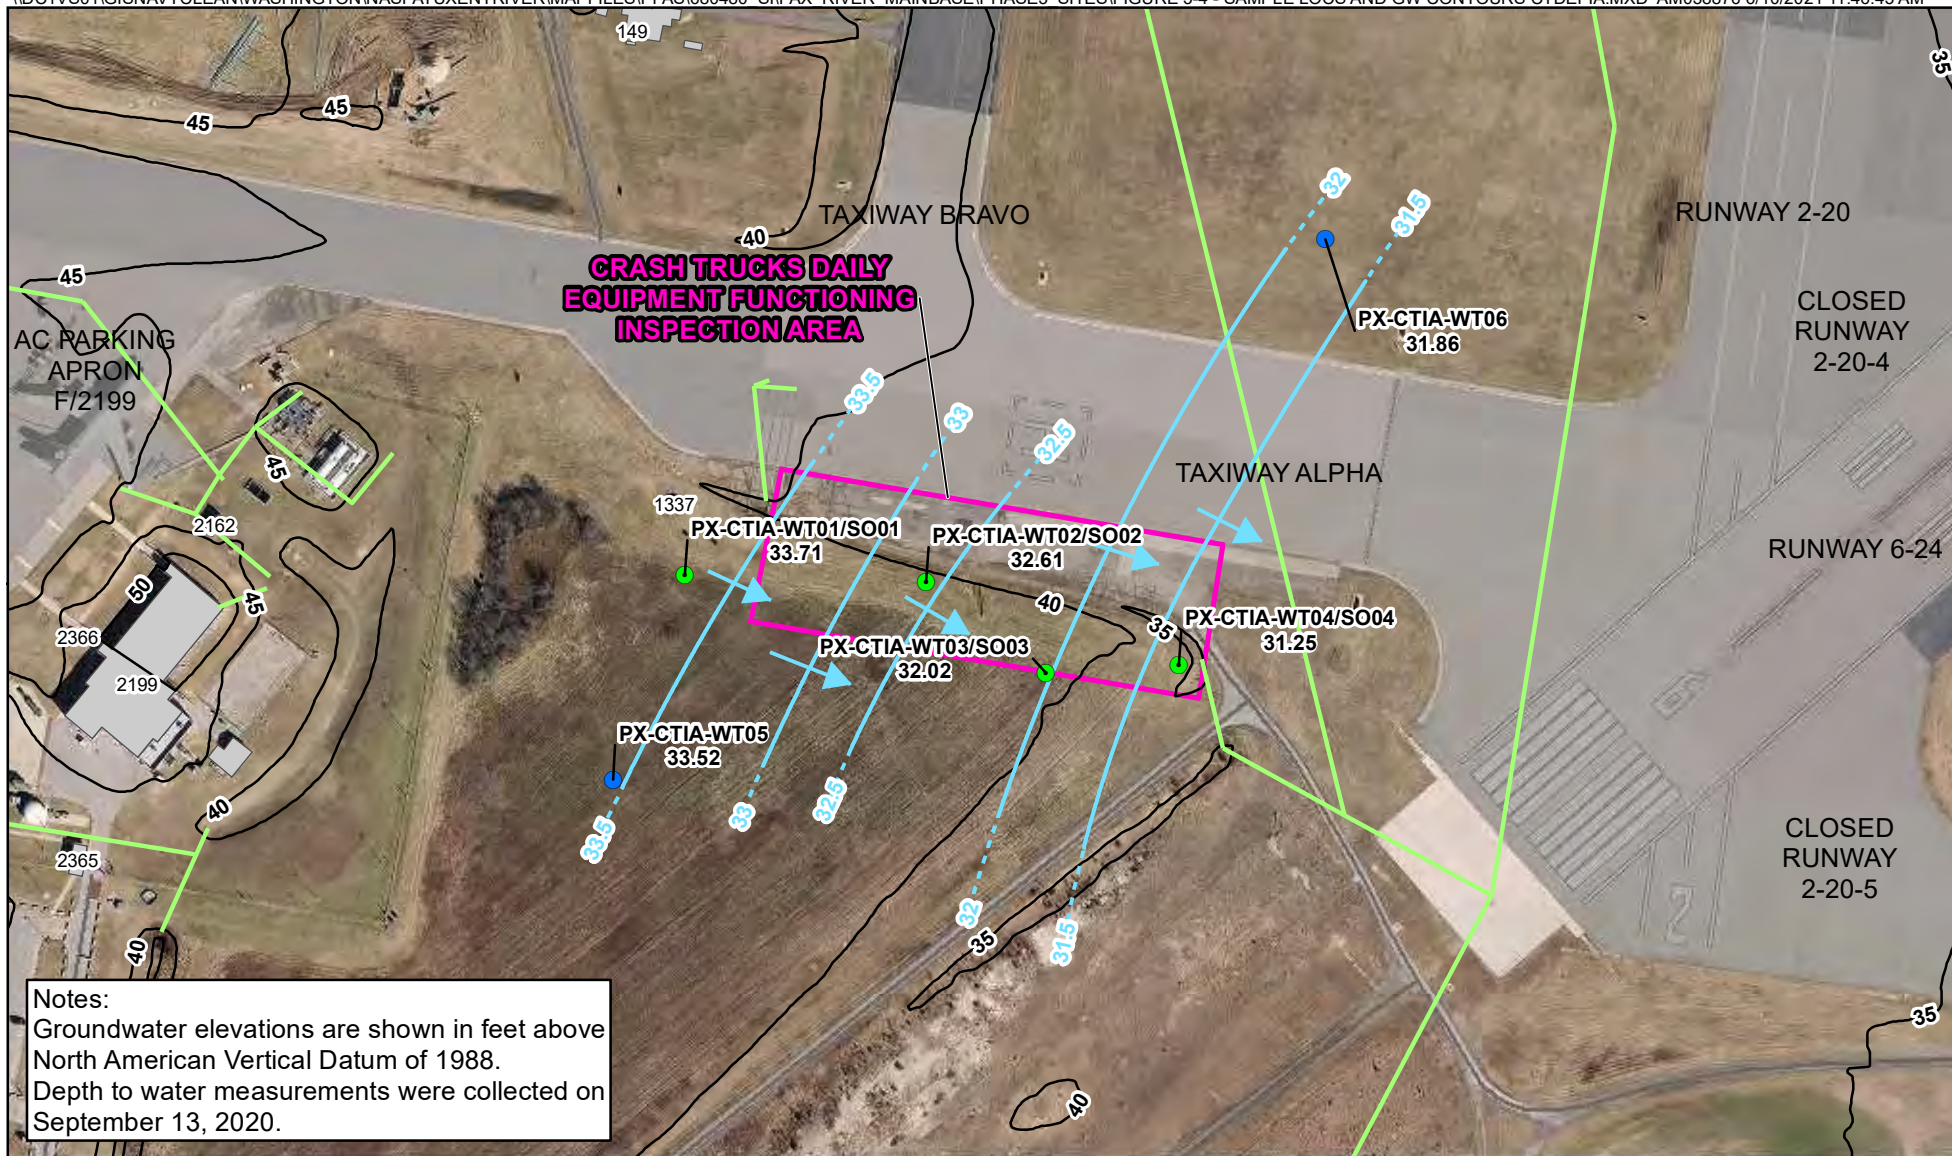 149
45
45
35
32
31.5
TAXIWAY BRAVO
RUNWAY 2-20
40
CRASH TRUCKS DAILY
EQUIPMENT FUNCTIONING
INSPECTION AREA
45
CLOSED
RUNWAY
2-20-4
PX-CTIA-WT06
31.86
AC PARKING
APRON
F/2199
33.5
33
32.5
45
TAXIWAY ALPHA
1337
2162
PX-CTIA-WT01/SO01
33.71
PX-CTIA-WT02/SO02
32.61
RUNWAY 6-24
50
45
40
35
PX-CTIA-WT04/SO04
31.25
2366
2199
PX-CTIA-WT03/SO03
32.02
PX-CTIA-WT05
33.52
40
33.5
33
32.5
2365
CLOSED
RUNWAY
2-20-5
32
31.5
40
35
35
40
Notes:
Groundwater elevations are shown in feet above
North American Vertical Datum of 1988.
Depth to water measurements were collected on
September 13, 2020.